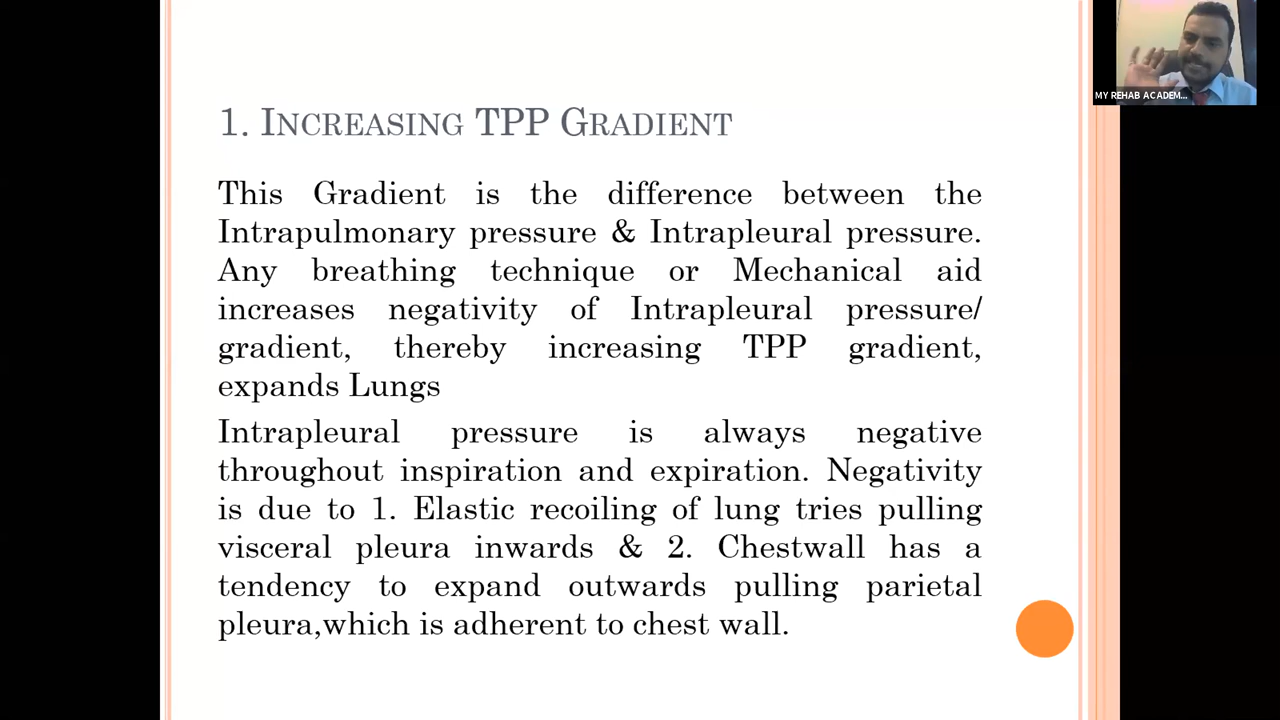 MY REHAB ACADEM...
1. INCREASING TPP GRADIENT
This Gradient is the difference between the
Intrapulmonary pressure & Intrapleural pressure.
Any breathing technique or Mechanical aid
increases negativity of Intrapleural pressure/
gradient, thereby increasing TPP gradient,
expands Lungs
Intrapleural pressure is always negative
throughout inspiration and expiration. Negativity
is due to 1. Elastic recoiling of lung tries pulling
visceral pleura inwards & 2. Chestwall has a
tendency to expand outwards pulling parietal
pleura,which is adherent to chest wall.